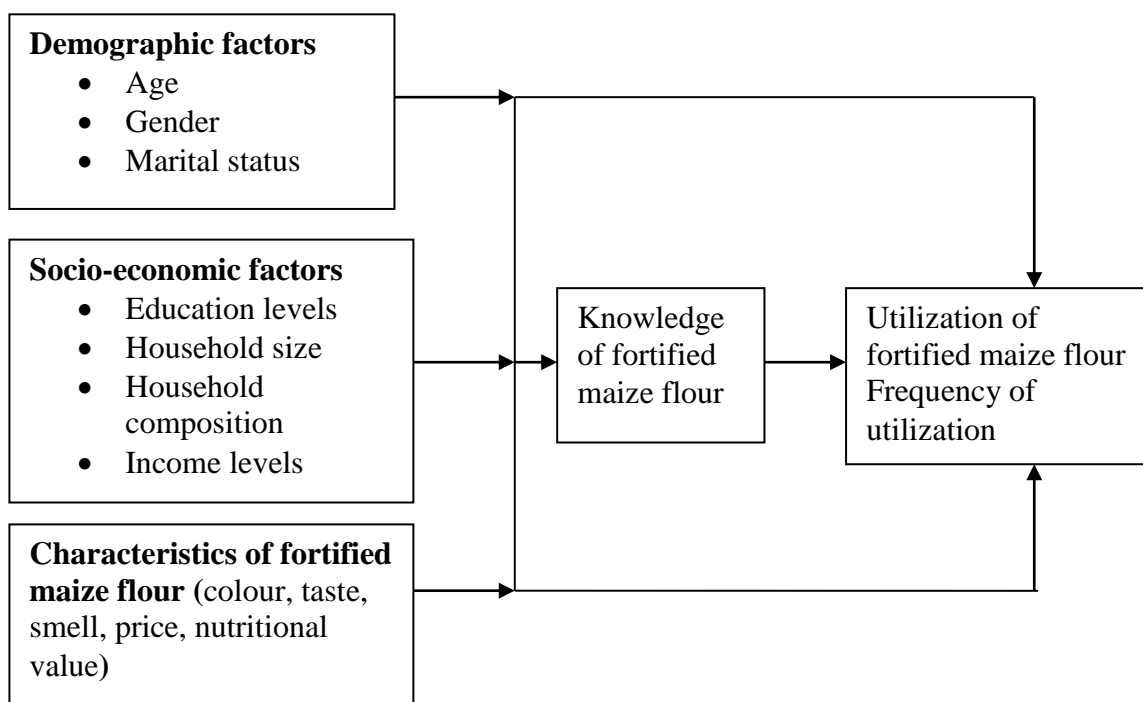 Demographic factors
• Age
• Gender
• Marital status
Socio-economic factors
• Education levels
• Household size
• Household
composition
• Income levels
Characteristics of fortified
maize flour (colour, taste,
smell, price, nutritional
value)
Knowledge
of fortified
maize flour
Utilization of
fortified maize flour
Frequency of
utilization